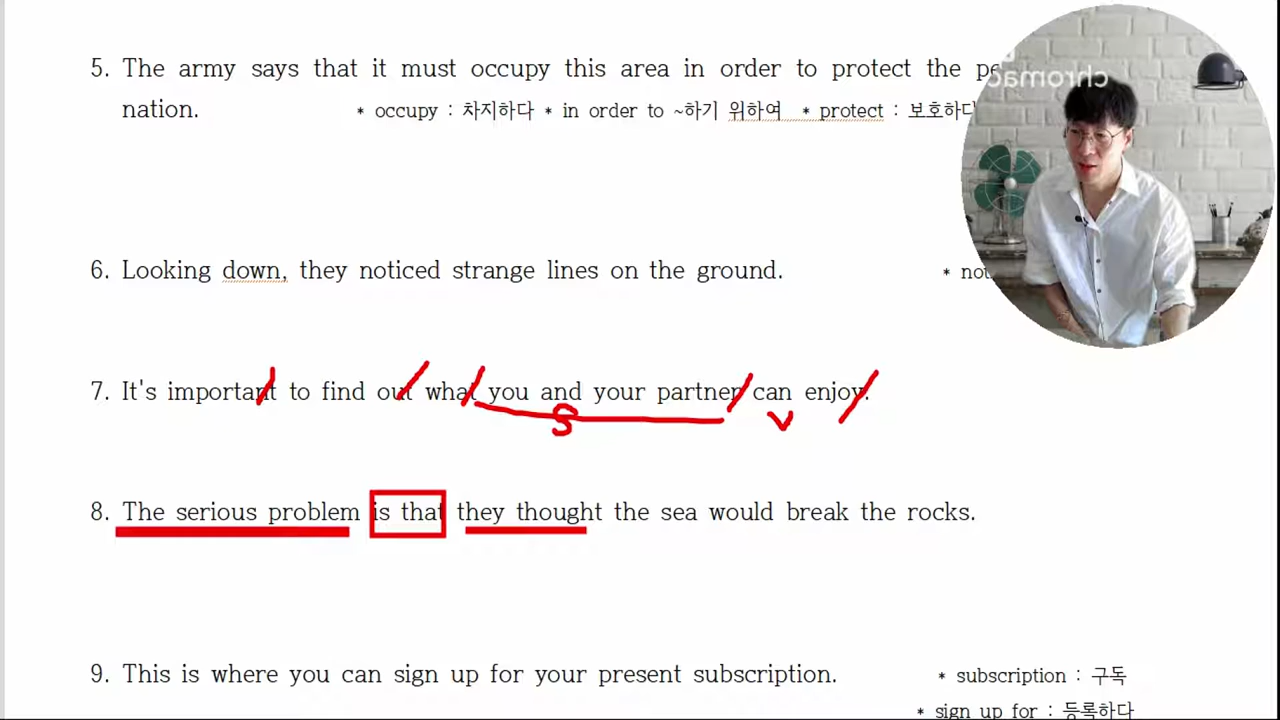 5. The army says that it must occupy this area in order to protect the
nation. * occupy : 차지하다 * in order to ~하기 위하여 * protect : 보호하다
chromac
6. Looking down, they noticed strange lines on the ground. *
7. It's important to find out what you and your partner can enjoy.
S v
8. The serious problem is that they thought the sea would break the rocks.
9. This is where you can sign up for your present subscription. * subscription : 구독
* sign up for : 등록하다